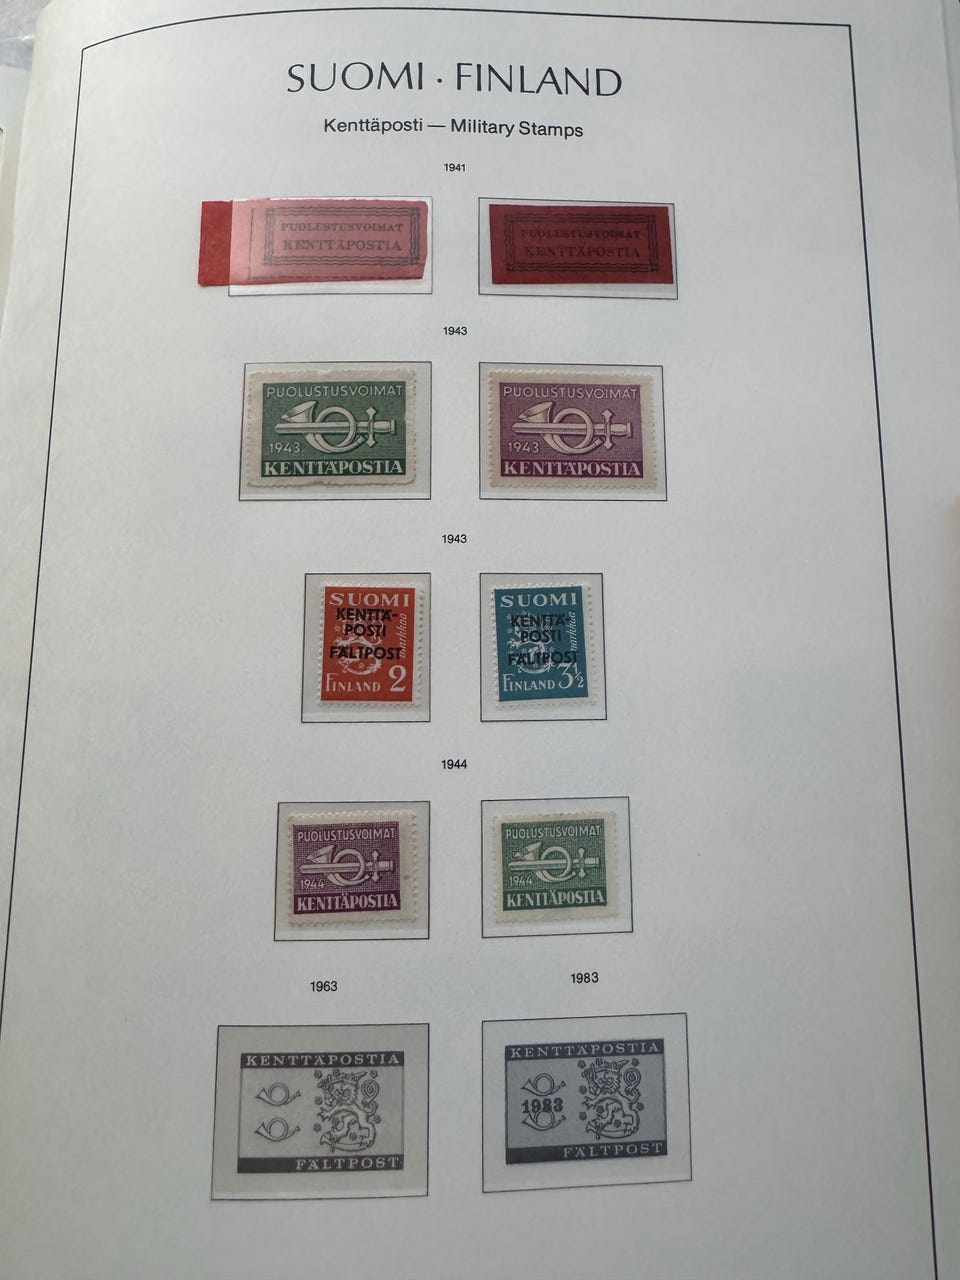 SUOMI · FINLAND
Kenttäposti — Military Stamps
1941
PUOLUSTUSVOIMAT
KENTTÄPOSTIA
PUOLUSTUSVOIMAT
KENTTÄPOSTIA
1943
PUOLUSTUSVOIMAT
1943
KENTTÄPOSTIA
PUOLUSTUSVOIMAT
1943
KENTTÄPOSTIA
1943
SUOMI
KENTTÄ-
POSTI
FÄLTPOST
markkaa
FINLAND 2
SUOMI
KENTTÄ-
POSTI
FÄLTPOST
markkaa
FINLAND 3½
1944
PUOLUSTUSVOIMAT
1944
KENTTÄPOSTIA
PUOLUSTUSVOIMAT
1944
KENTTÄPOSTIA
1963
KENTTÄPOSTIA
FÄLTPOST
1983
KENTTÄPOSTIA
1983
FÄLTPOST